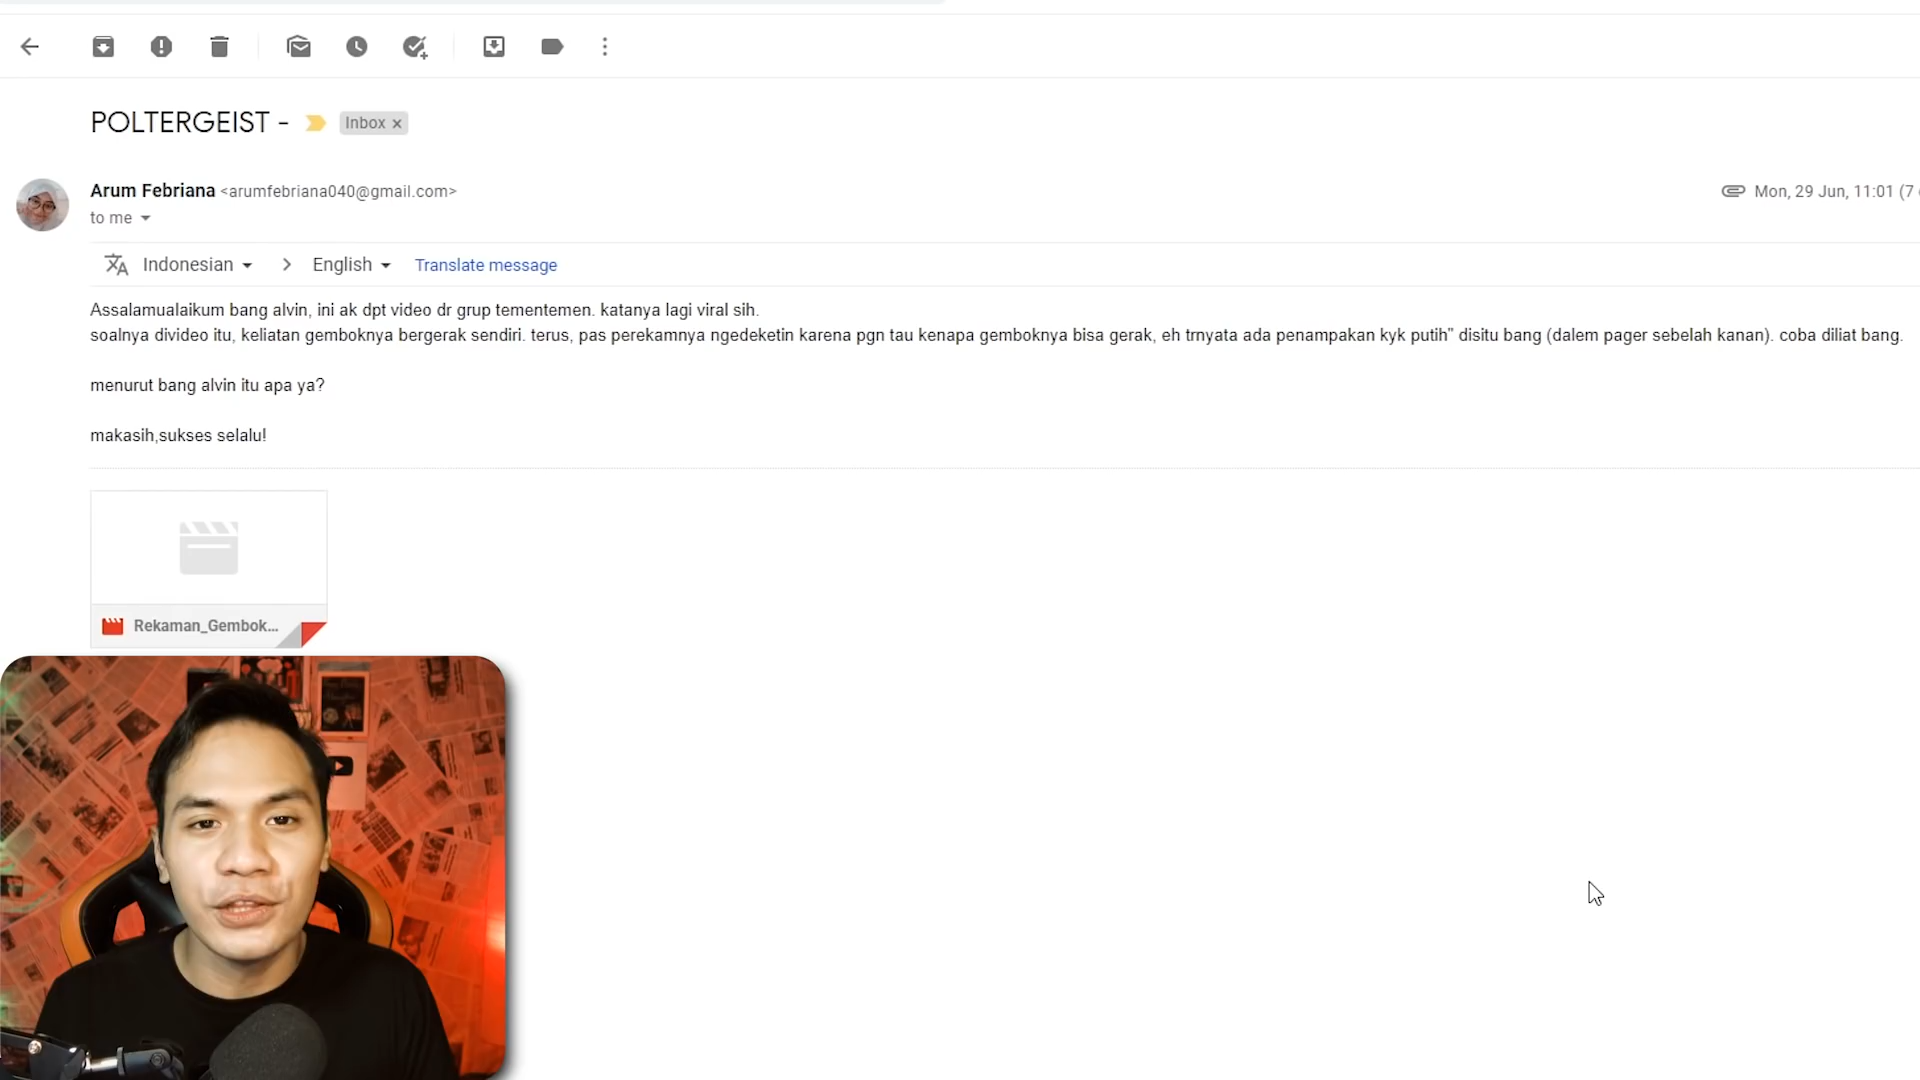 POLTERGEIST -
Inbox ×
Arum Febriana <arumfebriana040@gmail.com>
Mon, 29 Jun, 11:01 (7
to me
Indonesian > English Translate message
Assalamualaikum bang alvin, ini ak dpt video dr grup tementemen. katanya lagi viral sih.
soalnya divideo itu, keliatan gemboknya bergerak sendiri. terus, pas perekamnya ngedeketin karena pgn tau kenapa gemboknya bisa gerak, eh trnyata ada penampakan kyk putih" disitu bang (dalem pager sebelah kanan). coba diliat bang.
menurut bang alvin itu apa ya?
makasih,sukses selalu!
Rekaman_Gembok...